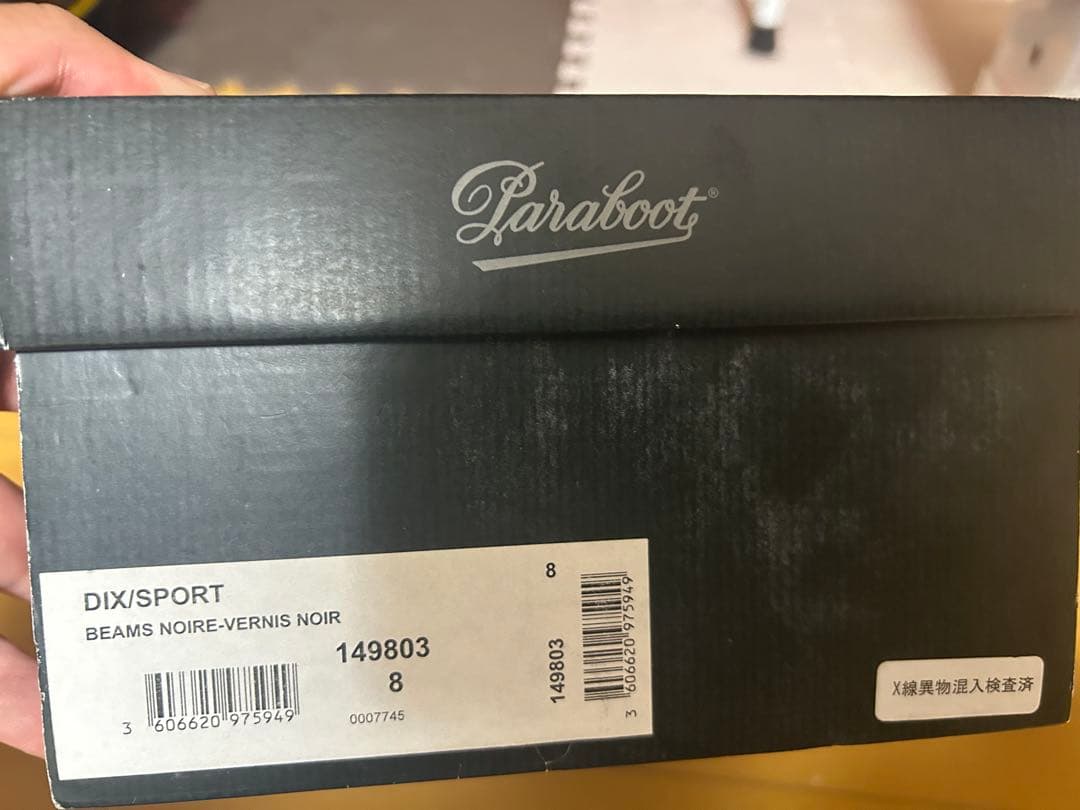 Paraboot®
DIX/SPORT
BEAMS NOIRE-VERNIS NOIR
149803
8
3 606620 975949
0007745
8
149803
3 606620 975949
X線異物混入検査済